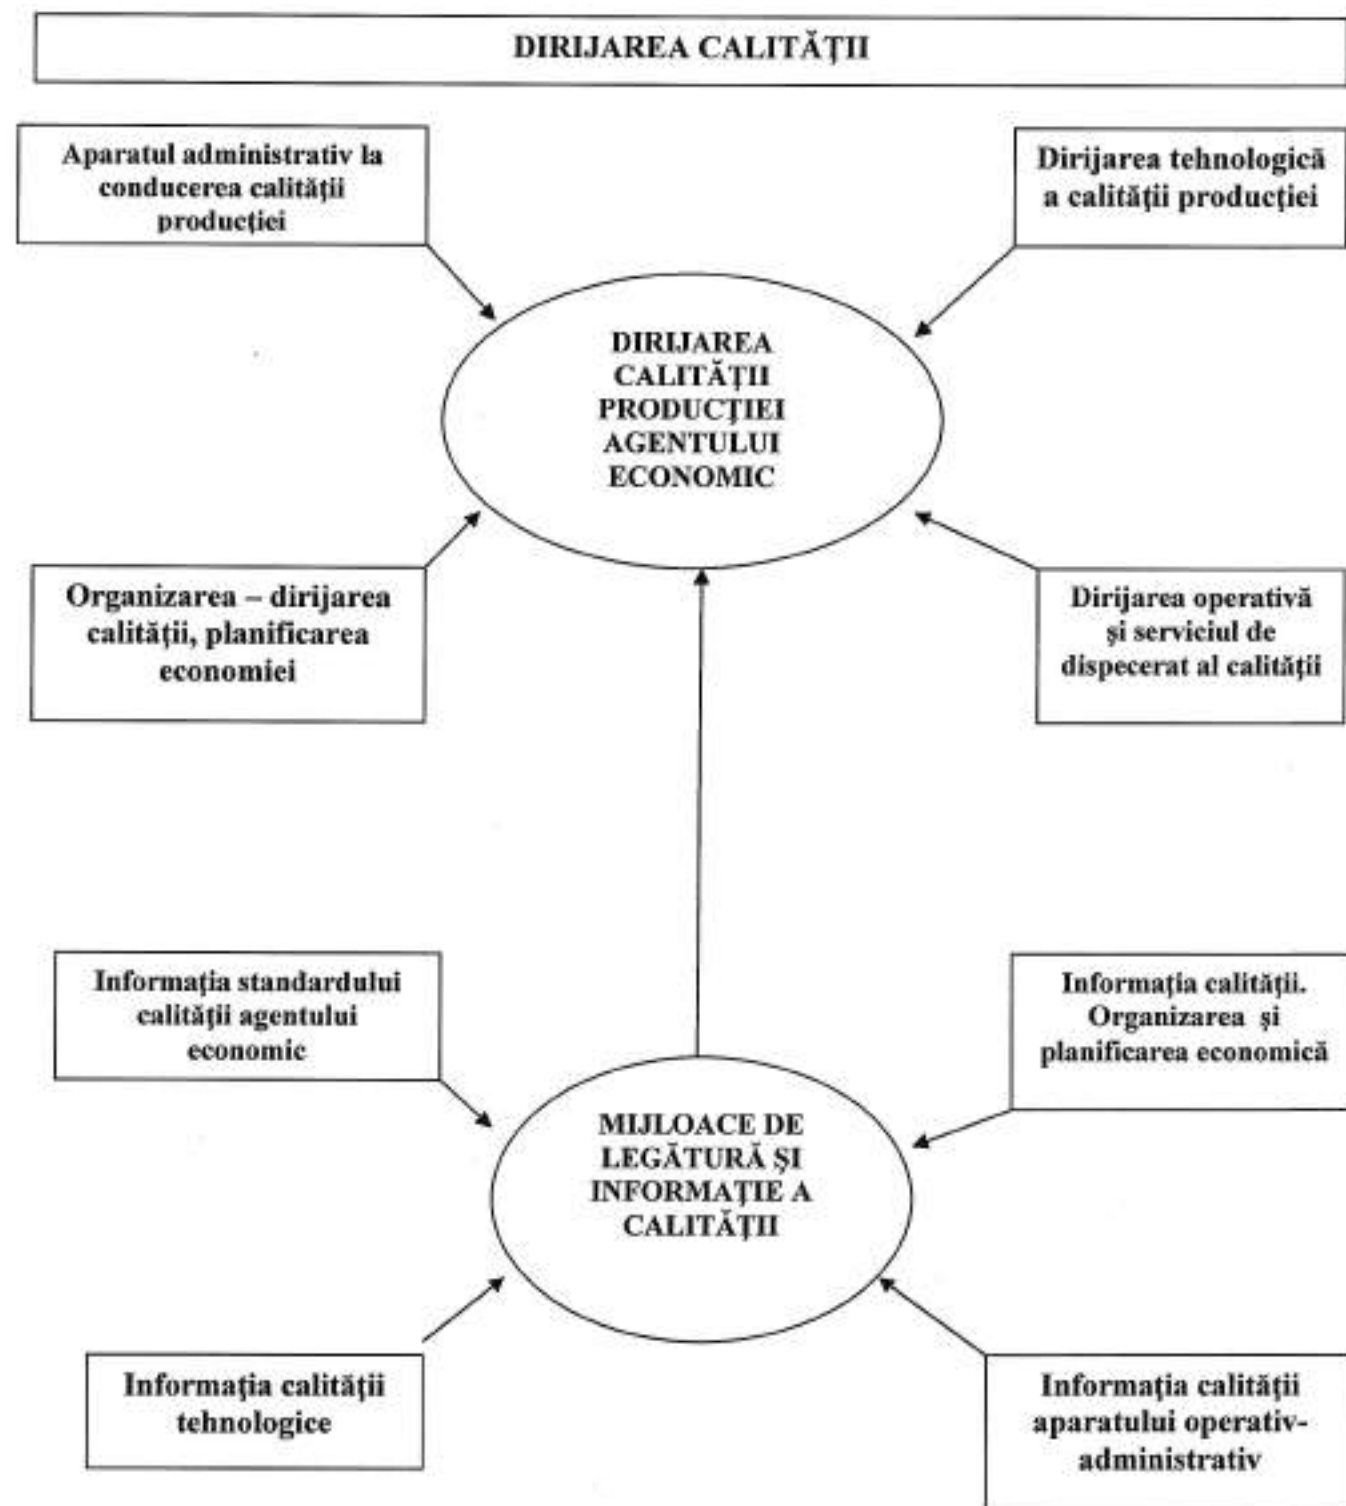 DIRIJAREA CALITĂŢII
Aparatul administrativ la
conducerea calităţii
producţiei
Dirijarea tehnologică
a calităţii producţiei
DIRIJAREA
CALITĂŢII
PRODUCŢIEI
AGENTULUI
ECONOMIC
Organizarea – dirijarea
calităţii, planificarea
economiei
Dirijarea operativă
şi serviciul de
dispecerat al calităţii
Informaţia standardului
calităţii agentului
economic
Informaţia calităţii.
Organizarea şi
planificarea economică
MIJLOACE DE
LEGĂTURĂ ŞI
INFORMAŢIE A
CALITĂŢII
Informaţia calităţii
tehnologice
Informaţia calităţii
aparatului operativ-
administrativ